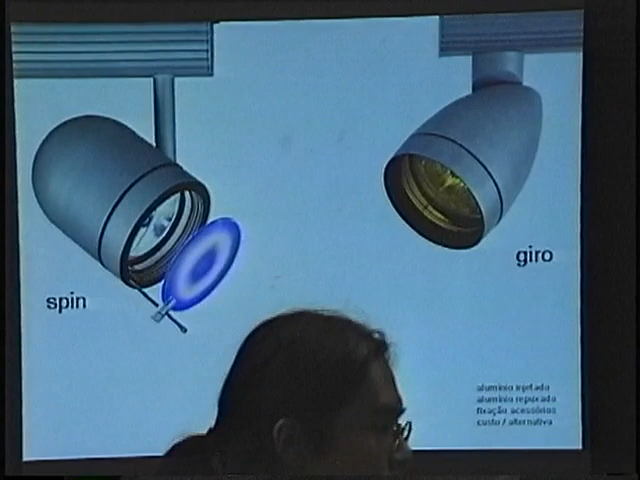 giro
spin
alumínio injetado
alumínio repuxado
fixação acessórios
custo / alternativa